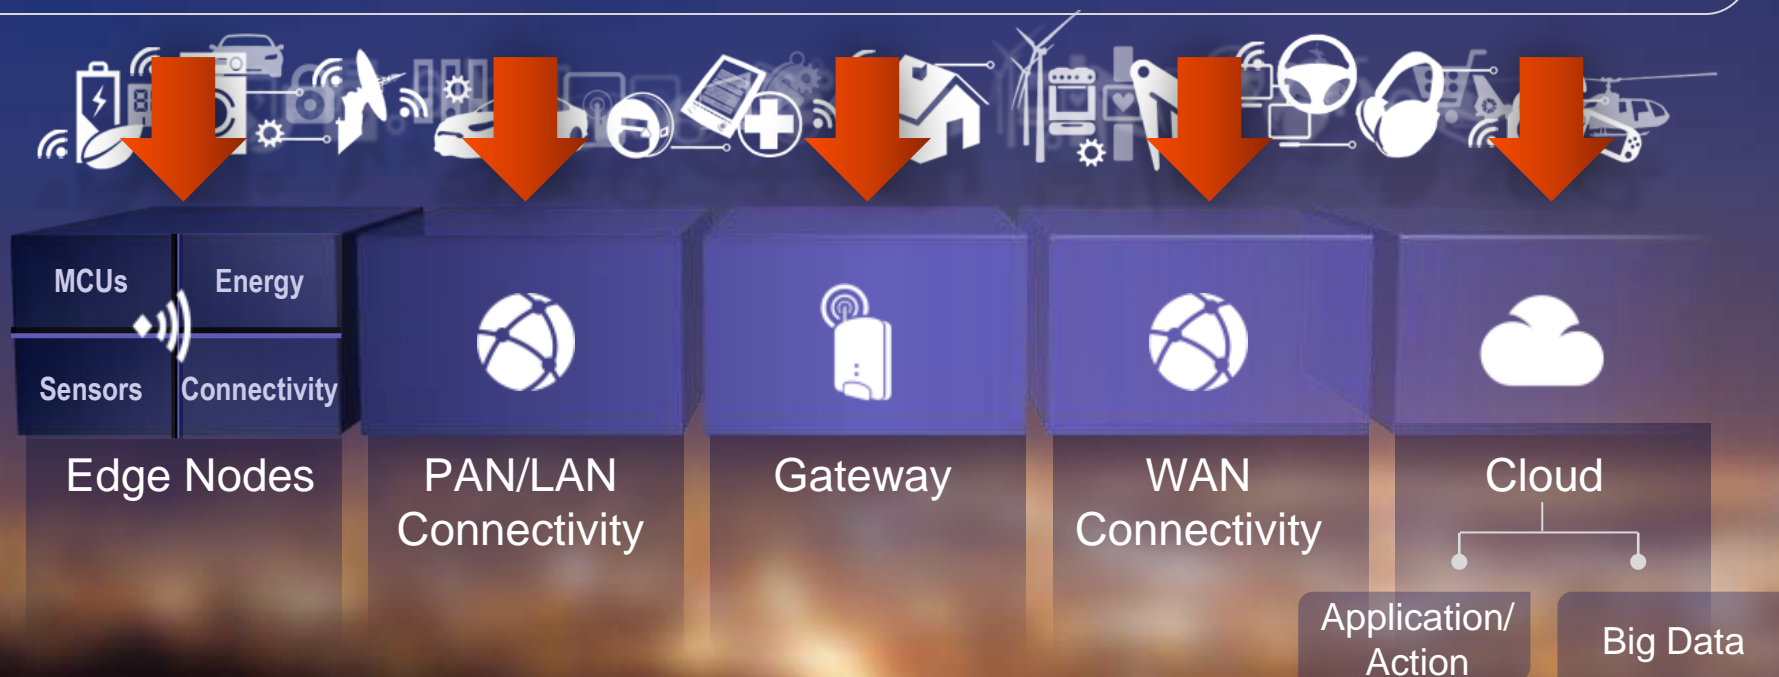 MCUs
Energy
Sensors
Connectivity
Edge Nodes
PAN/LAN
Connectivity
Gateway
WAN
Connectivity
Cloud
Application/
Action
Big Data